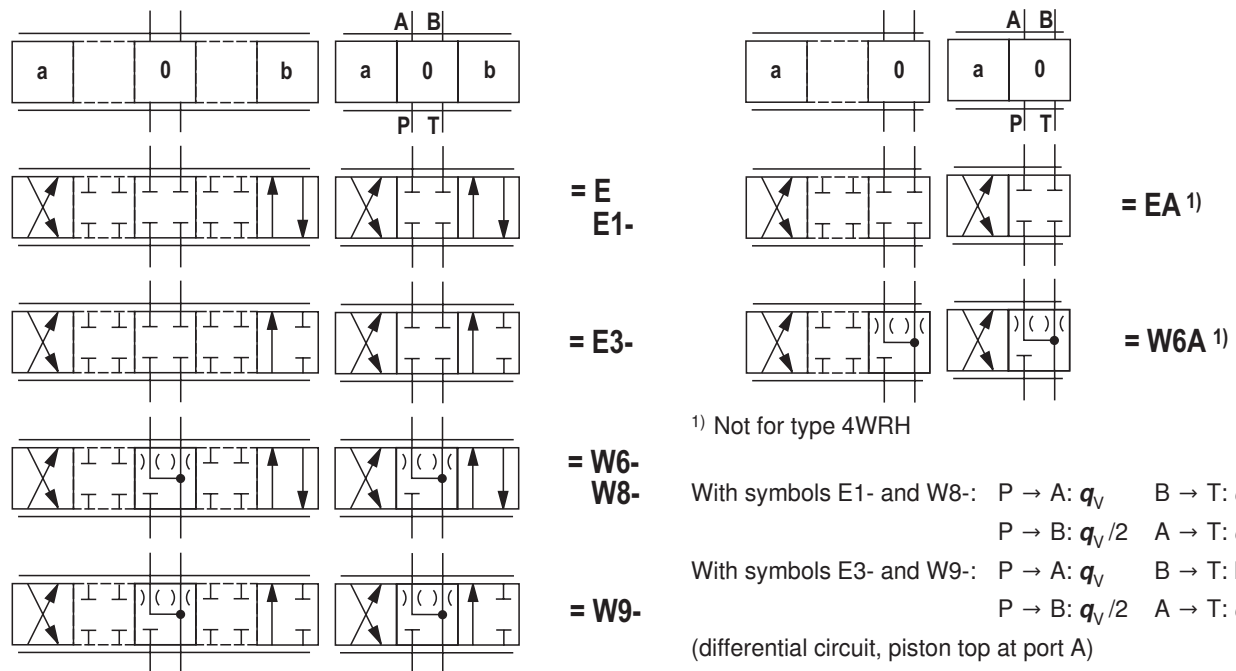 A B
a 0 b
a 0 b
P T
= E
E1-
= E3-
= W6-
W8-
= W9-
A B
a 0
a 0
P T
= EA 1)
= W6A 1)
1) Not for type 4WRH
With symbols E1- and W8-: P → A: qV B → T:
P → B: qV/2 A → T:
With symbols E3- and W9-: P → A: qV B → T:
P → B: qV/2 A → T:
(differential circuit, piston top at port A)